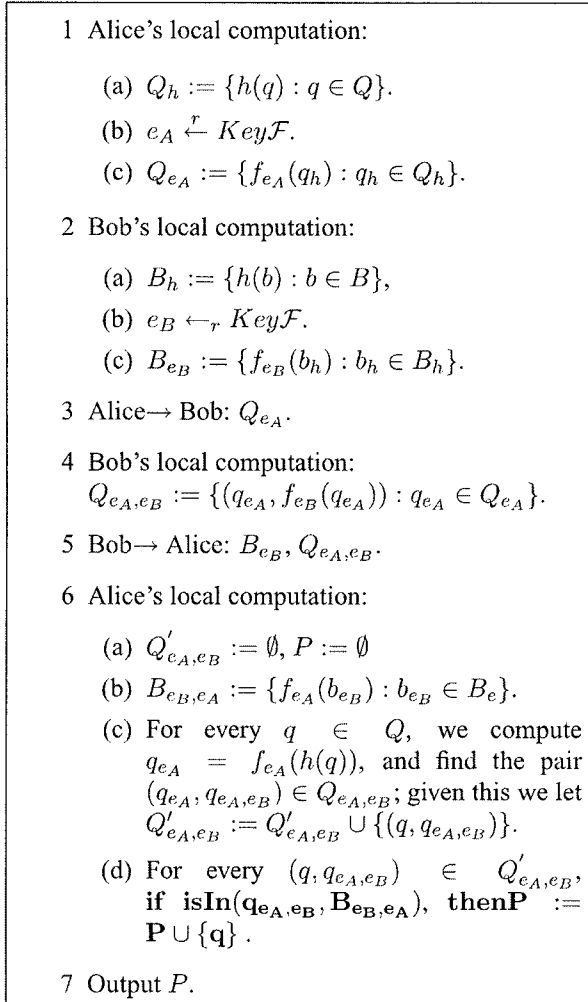 1 Alice's local computation:
(a) Q_h := {h(q) : q ∈ Q}.
(b) e_A ←^r KeyF.
(c) Q_{e_A} := {f_{e_A}(q_h) : q_h ∈ Q_h}.
2 Bob's local computation:
(a) B_h := {h(b) : b ∈ B},
(b) e_B ←_r KeyF.
(c) B_{e_B} := {f_{e_B}(b_h) : b_h ∈ B_h}.
3 Alice→ Bob: Q_{e_A}.
4 Bob's local computation:
Q_{e_A,e_B} := {(q_{e_A}, f_{e_B}(q_{e_A})) : q_{e_A} ∈ Q_{e_A}}.
5 Bob→ Alice: B_{e_B}, Q_{e_A,e_B}.
6 Alice's local computation:
(a) Q'_{e_A,e_B} := ∅, P := ∅
(b) B_{e_B,e_A} := {f_{e_A}(b_{e_B}) : b_{e_B} ∈ B_e}.
(c) For every q ∈ Q, we compute
q_{e_A} = f_{e_A}(h(q)), and find the pair
(q_{e_A}, q_{e_A,e_B}) ∈ Q_{e_A,e_B}; given this we let
Q'_{e_A,e_B} := Q'_{e_A,e_B} ∪ {(q, q_{e_A,e_B})}.
(d) For every (q, q_{e_A,e_B}) ∈ Q'_{e_A,e_B},
if isIn(q_{e_A,e_B}, B_{e_B,e_A}), thenP :=
P ∪ {q} .
7 Output P.